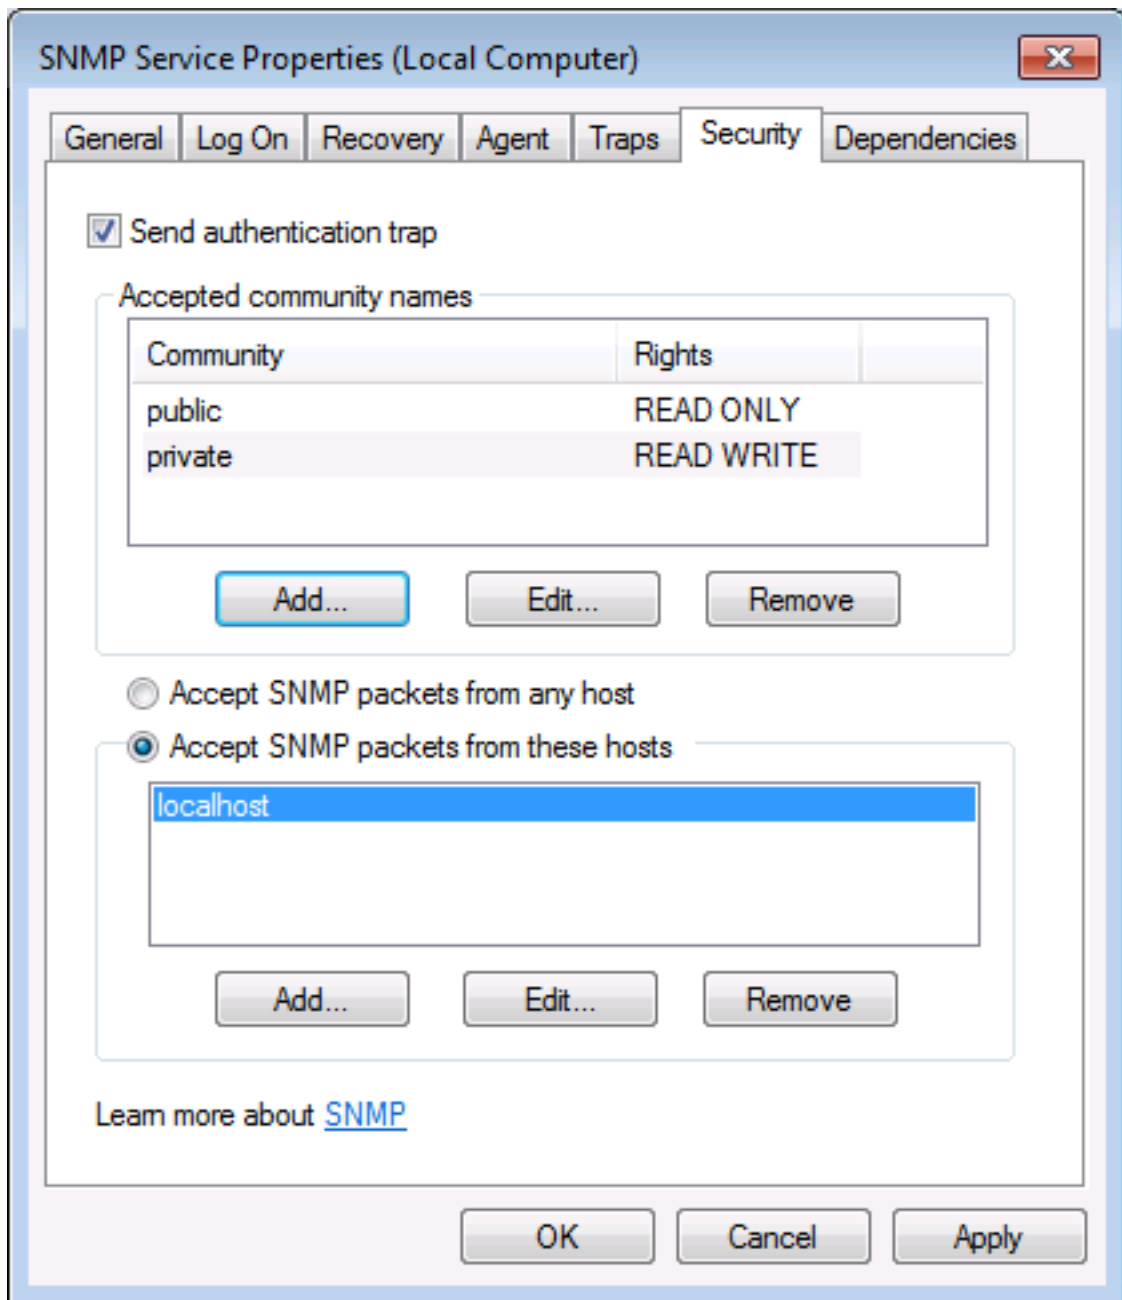 SNMP Service Properties (Local Computer)
General Log On Recovery Agent Traps Security Dependencies
Send authentication trap
Accepted community names
Community Rights
public READ ONLY
private READ WRITE
Add... Edit... Remove
Accept SNMP packets from any host
Accept SNMP packets from these hosts
localhost
Add... Edit... Remove
Learn more about SNMP
OK Cancel Apply